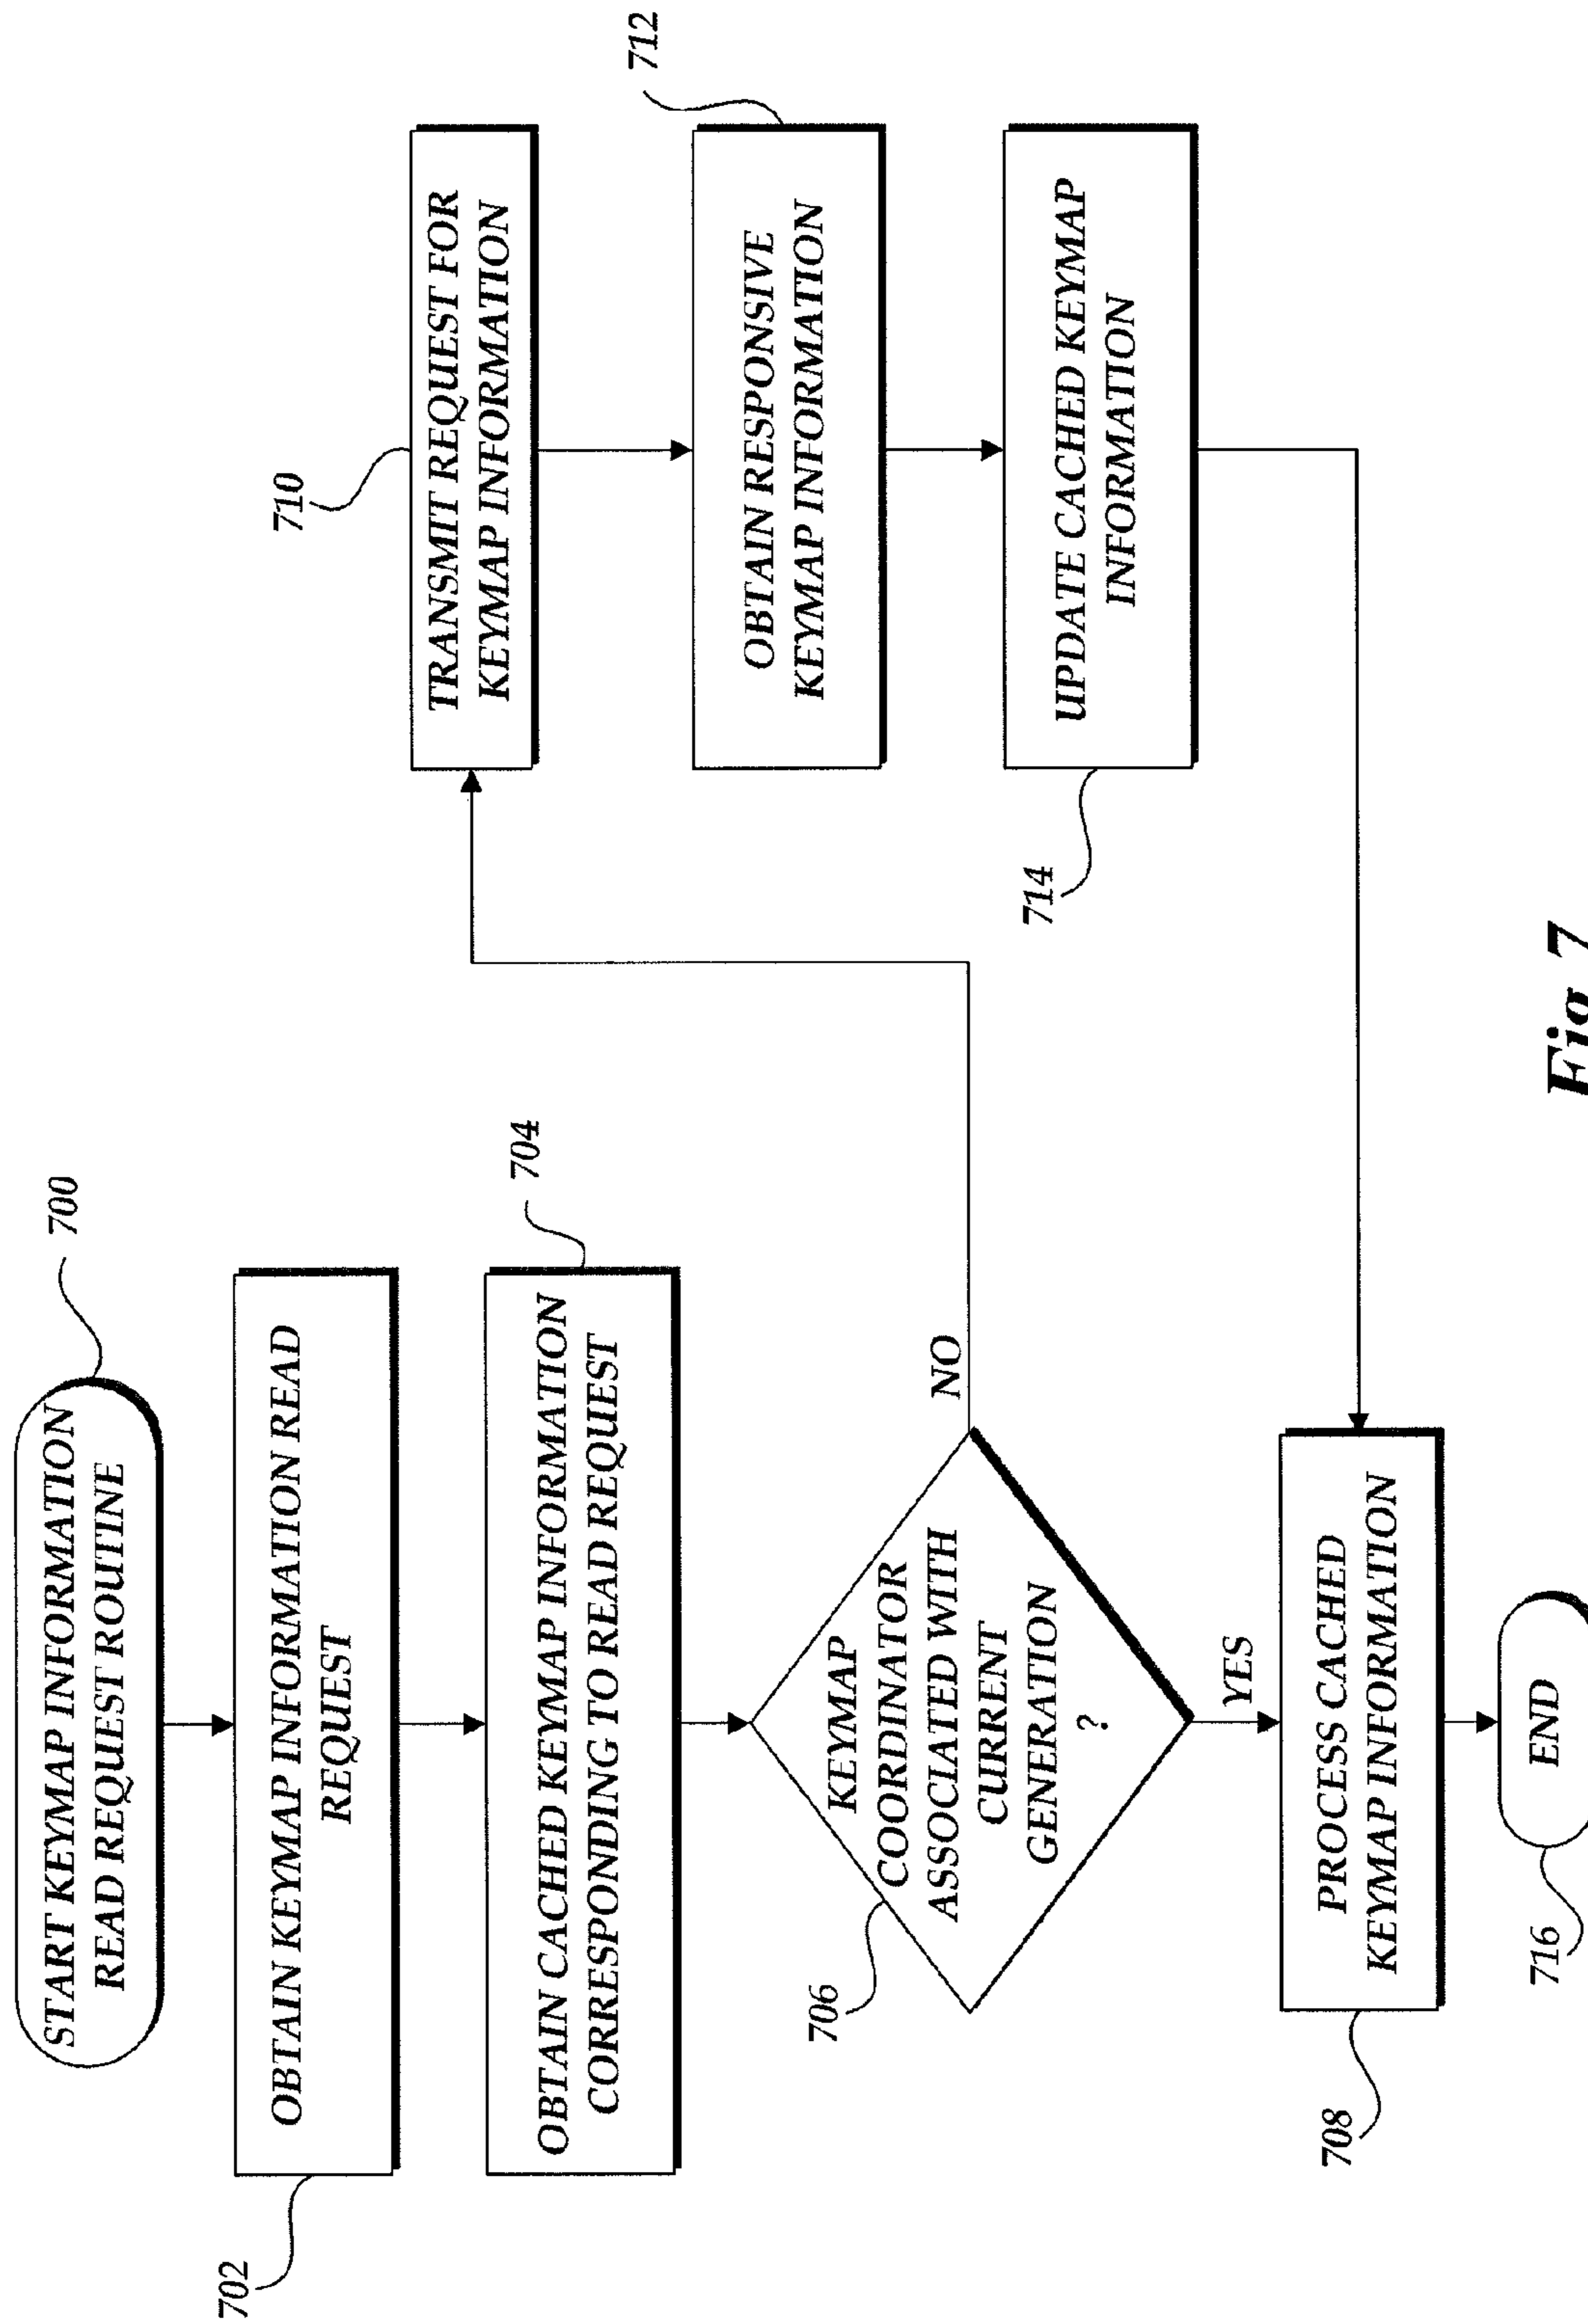 START KEYMAP INFORMATION
READ REQUEST ROUTINE
700
OBTAIN KEYMAP INFORMATION READ
REQUEST
702
OBTAIN CACHED KEYMAP INFORMATION
CORRESPONDING TO READ REQUEST
704
KEYMAP
COORDINATOR
ASSOCIATED WITH
CURRENT
GENERATION
?
706
NO
YES
TRANSMIT REQUEST FOR
KEYMAP INFORMATION
710
OBTAIN RESPONSIVE
KEYMAP INFORMATION
712
UPDATE CACHED KEYMAP
INFORMATION
714
PROCESS CACHED
KEYMAP INFORMATION
708
END
716
Fig. 7